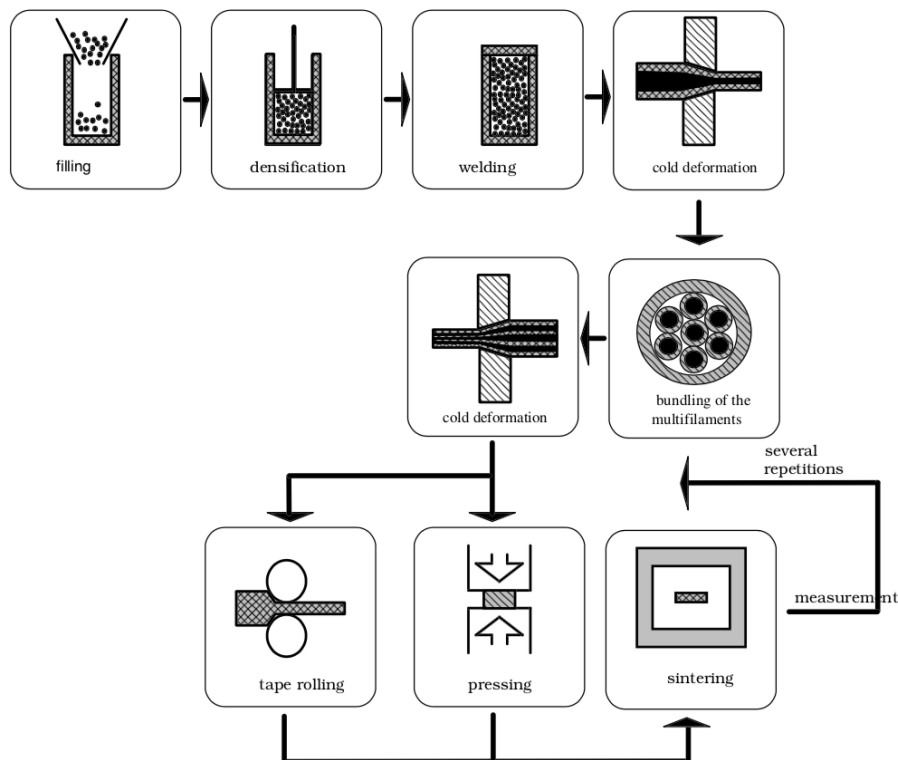 filling
densification
welding
cold deformation
bundling of the
multifilaments
cold deformation
several
repetitions
measurement
tape rolling
pressing
sintering